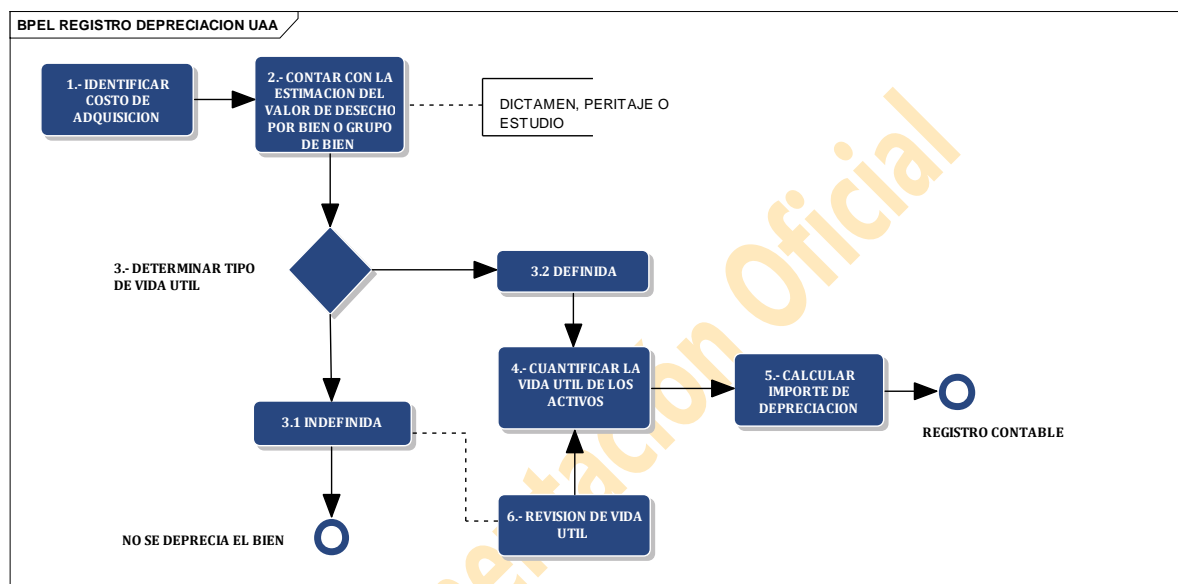 BPEL REGISTRO DEPRECIACION UAA
1.- IDENTIFICAR
COSTO DE
ADQUISICION
2.- CONTAR CON LA
ESTIMACION DEL
VALOR DE DESECHO
POR BIEN O GRUPO
DE BIEN
DICTAMEN, PERITAJE O
ESTUDIO
3.- DETERMINAR TIPO
DE VIDA UTIL
3.2 DEFINIDA
4.- CUANTIFICAR LA
VIDA UTIL DE LOS
ACTIVOS
5.- CALCULAR
IMPORTE DE
DEPRECIACION
REGISTRO CONTABLE
3.1 INDEFINIDA
6.- REVISION DE VIDA
UTIL
NO SE DEPRECIA EL BIEN
Oficial